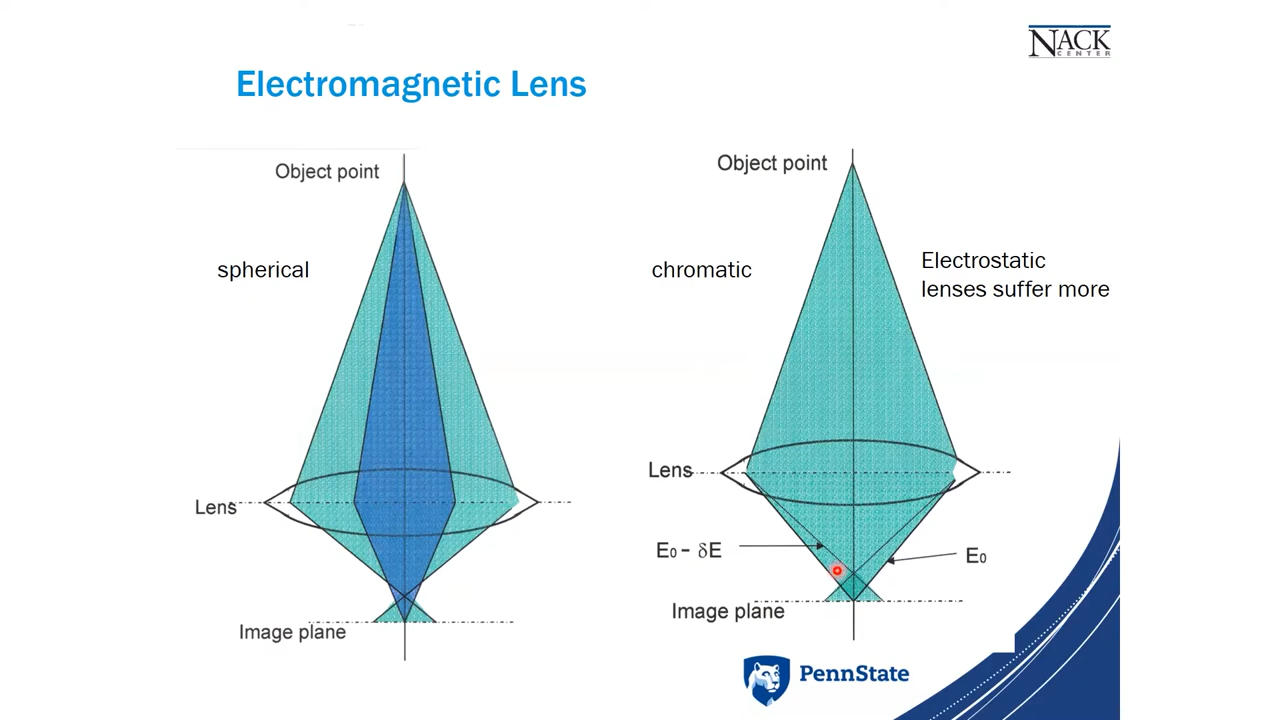 NACK
CENTER
Electromagnetic Lens
Object point
spherical
Lens
Image plane
Object point
chromatic
Electrostatic
lenses suffer more
Lens
E₀ - δE
E₀
Image plane
PennState